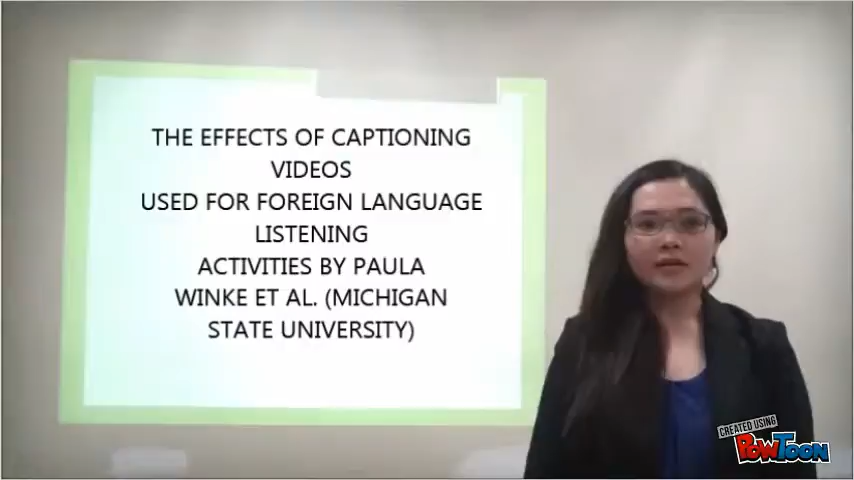 THE EFFECTS OF CAPTIONING
VIDEOS
USED FOR FOREIGN LANGUAGE
LISTENING
ACTIVITIES BY PAULA
WINKE ET AL. (MICHIGAN
STATE UNIVERSITY)
CREATED USING
POWTOON